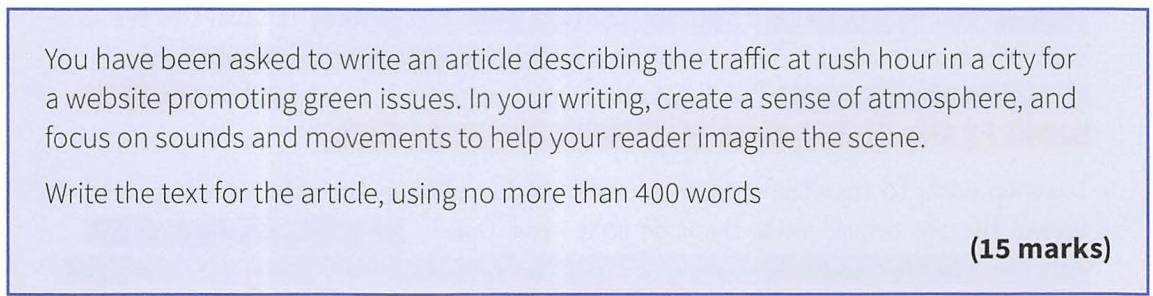 You have been asked to write an article describing the traffic at rush hour in a city for
a website promoting green issues. In your writing, create a sense of atmosphere, and
focus on sounds and movements to help your reader imagine the scene.
Write the text for the article, using no more than 400 words
(15 marks)